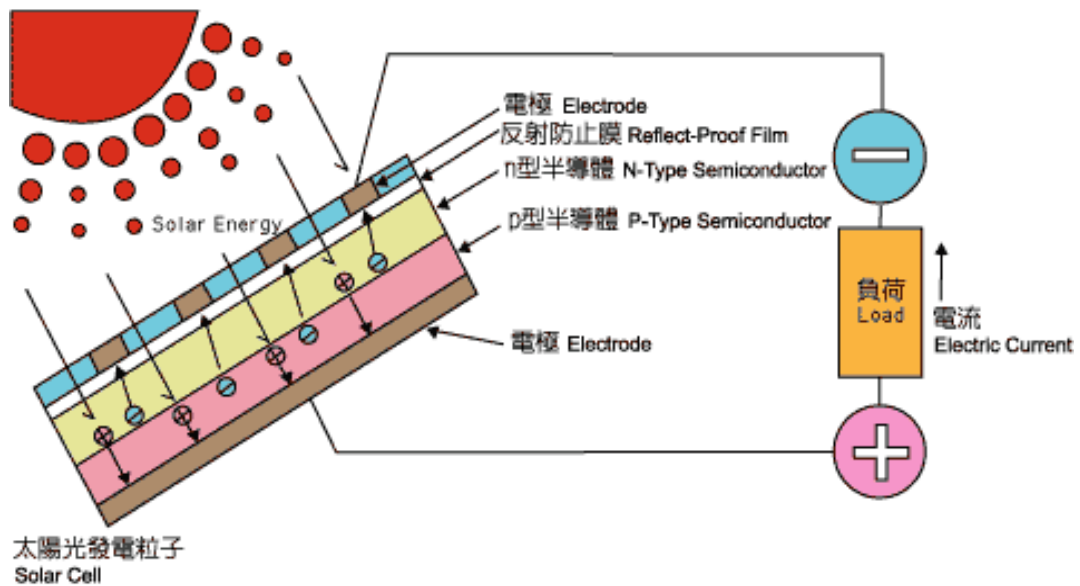 電極 Electrode
反射防止膜 Reflect-Proof Film
n型半導體 N-Type Semiconductor
Solar Energy
p型半導體 P-Type Semiconductor
負荷
Load
電流
Electric Current
電極 Electrode
太陽光發電粒子
Solar Cell